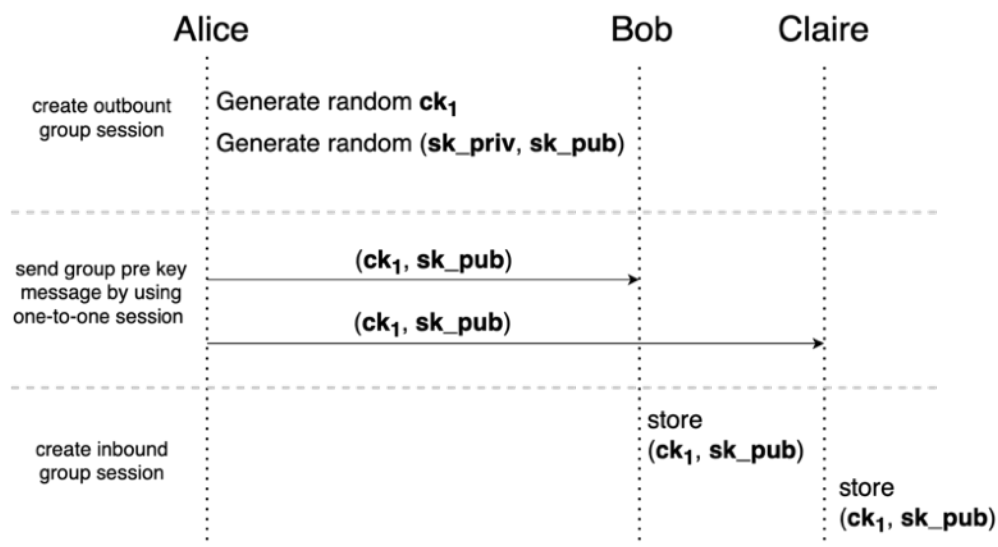 Alice
Bob
Claire
create outbount
group session
Generate random ck₁
Generate random (sk_priv, sk_pub)
send group pre key
message by using
one-to-one session
(ck₁, sk_pub)
(ck₁, sk_pub)
create inbound
group session
store
(ck₁, sk_pub)
store
(ck₁, sk_pub)